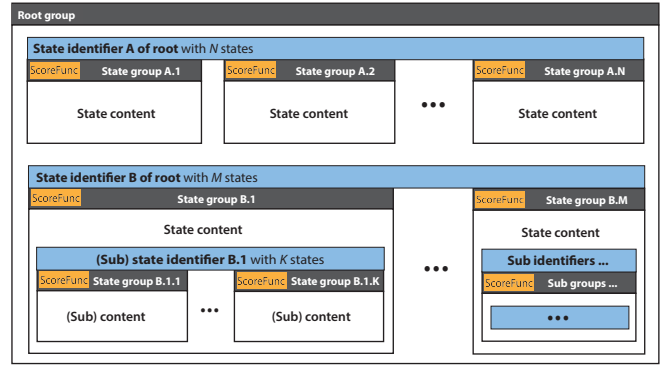 Root group
State identifier A of root with N states
ScoreFunc State group A.1 ScoreFunc State group A.2 ScoreFunc State group A.N
State content State content ••• State content
State identifier B of root with M states
ScoreFunc State group B.1 ScoreFunc State group B.M
State content State content
(Sub) state identifier B.1 with K states Sub identifiers ...
•••
ScoreFunc State group B.1.1 ScoreFunc State group B.1.K ScoreFunc Sub groups ...
(Sub) content ••• (Sub) content •••